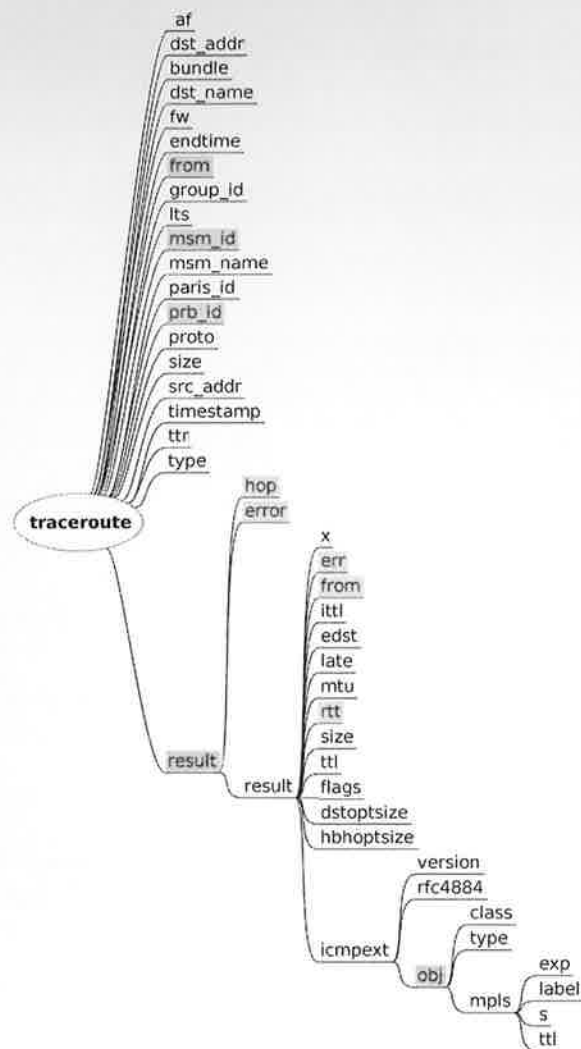 af
dst_addr
bundle
dst_name
fw
endtime
from
group_id
lts
msm_id
msm_name
paris_id
prb_id
proto
size
src_addr
timestamp
ttr
type
traceroute
hop
error
result
x
err
from
ittl
edst
late
mtu
rtt
size
ttl
flags
dstoptsize
hbhoptsize
result
version
rfc4884
icmpext
class
type
obj
exp
label
s
ttl
mpls